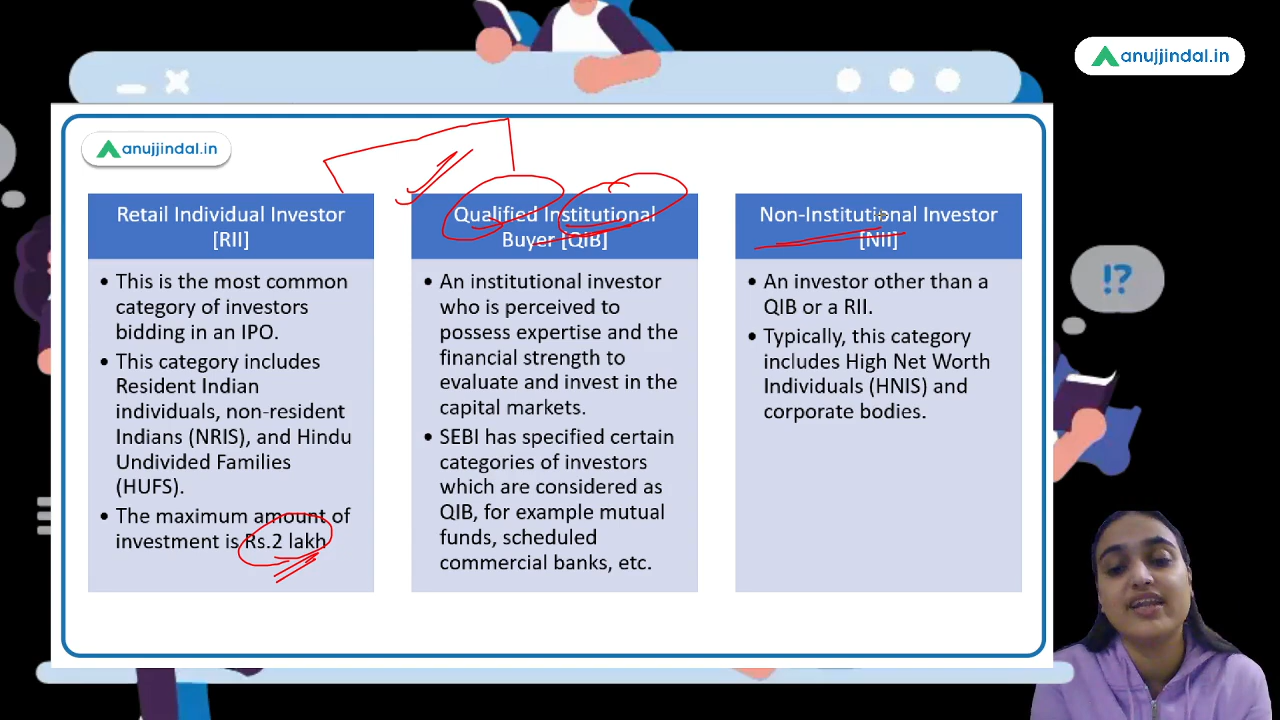 anujjindal.in
anujjindal.in
Retail Individual Investor
[RII]
• This is the most common
category of investors
bidding in an IPO.
• This category includes
Resident Indian
individuals, non-resident
Indians (NRIS), and Hindu
Undivided Families
(HUFS).
• The maximum amount of
investment is Rs.2 lakh
Qualified Institutional
Buyer [QIB]
• An institutional investor
who is perceived to
possess expertise and the
financial strength to
evaluate and invest in the
capital markets.
• SEBI has specified certain
categories of investors
which are considered as
QIB, for example mutual
funds, scheduled
commercial banks, etc.
Non-Institutional Investor
[NII]
• An investor other than a
QIB or a RII.
• Typically, this category
includes High Net Worth
Individuals (HNIS) and
corporate bodies.
!?